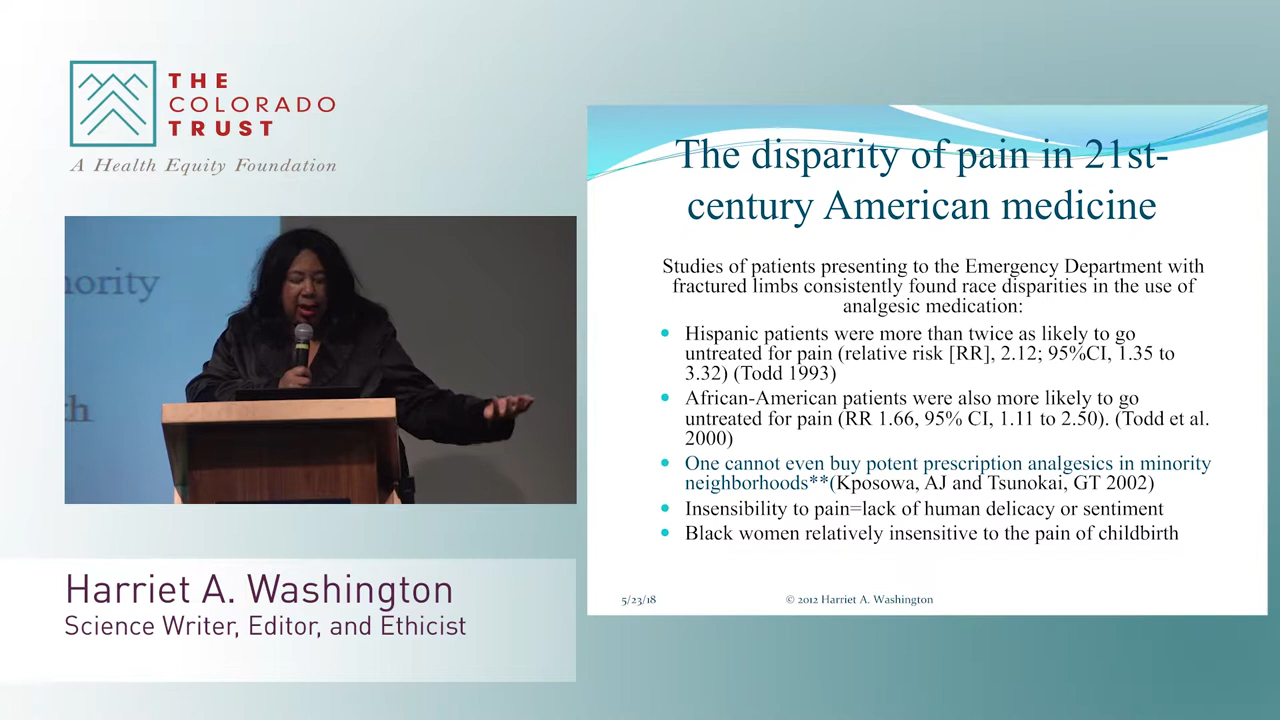 THE
COLORADO
TRUST
A Health Equity Foundation
nority
th
Harriet A. Washington
Science Writer, Editor, and Ethicist
The disparity of pain in 21st-
century American medicine
Studies of patients presenting to the Emergency Department with
fractured limbs consistently found race disparities in the use of
analgesic medication:
Hispanic patients were more than twice as likely to go
untreated for pain (relative risk [RR], 2.12; 95%CI, 1.35 to
3.32) (Todd 1993)
African-American patients were also more likely to go
untreated for pain (RR 1.66, 95% CI, 1.11 to 2.50). (Todd et al.
2000)
One cannot even buy potent prescription analgesics in minority
neighborhoods**(Kposowa, AJ and Tsunokai, GT 2002)
Insensibility to pain=lack of human delicacy or sentiment
Black women relatively insensitive to the pain of childbirth
5/23/18
© 2012 Harriet A. Washington